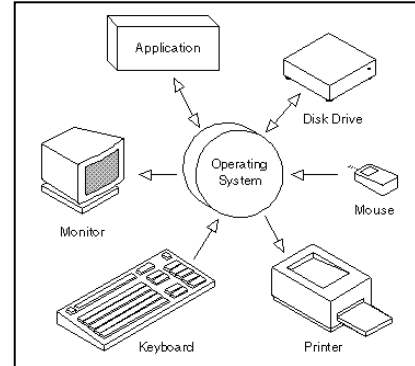 Application
Disk Drive
Operating
System
Monitor
Mouse
Keyboard
Printer